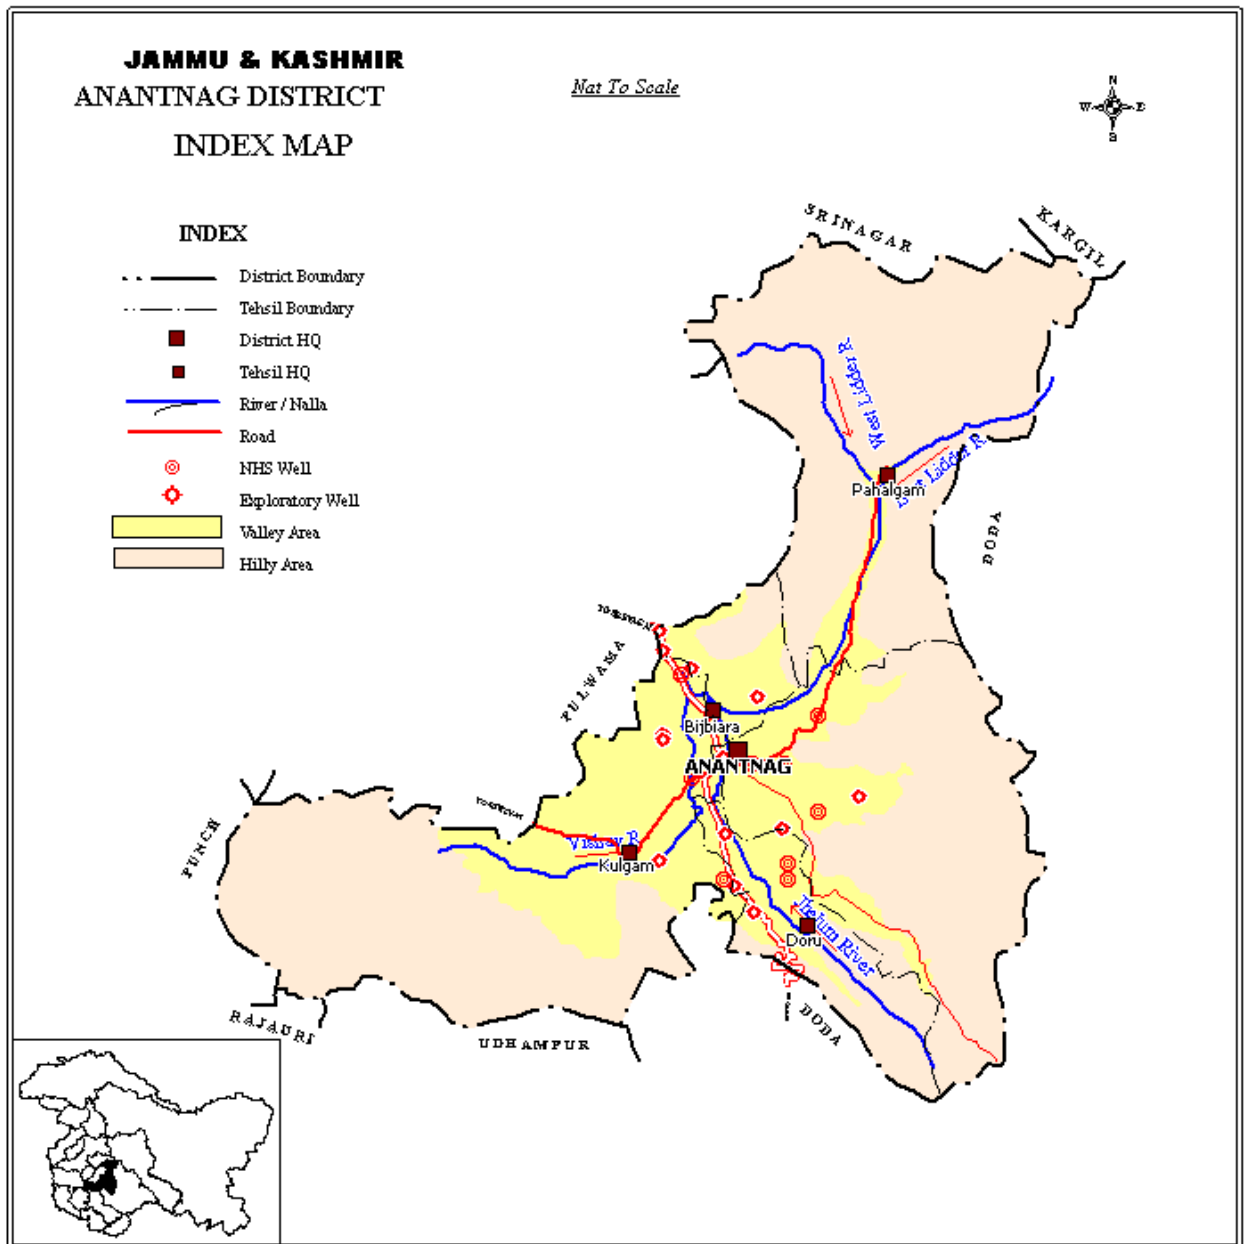 JAMMU & KASHMIR
ANANTNAG DISTRICT
INDEX MAP
Not To Scale
N
W
E
S
INDEX
District Boundary
Tehsil Boundary
District HQ
Tehsil HQ
River / Nalla
Road
NHS Well
Exploratory Well
Valley Area
Hilly Area
SRINAGAR
KARGIL
West Lidder R.
East Lidder R.
Pahalgam
DODA
PULWAMA
Bijbiara
ANANTNAG
PUNCH
Vishav R.
Kulgam
Jhelum River
Doru
DODA
RAJAURI
UDHAMPUR